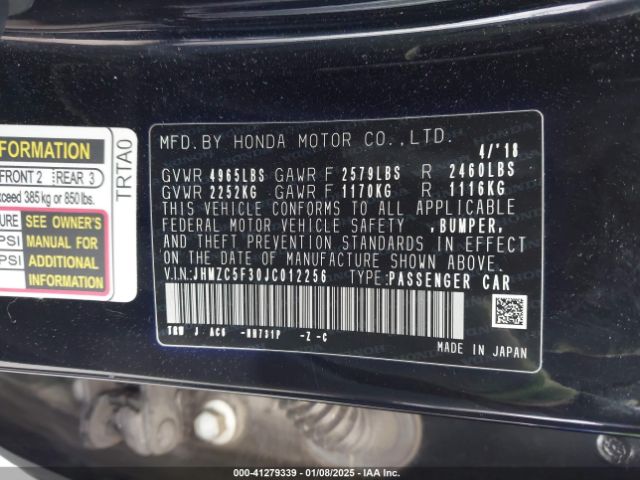 FORMATION
FRONT 2 REAR 3
exceed 385 kg or 850 lbs.
URE SEE OWNER'S
PSI MANUAL FOR
PSI ADDITIONAL
INFORMATION
TRTA0
MFD.BY HONDA MOTOR CO.,LTD. 4/'18
GVWR 4965LBS GAWR F 2579LBS R 2460LBS
GVWR 2252KG GAWR F 1170KG R 1116KG
THIS VEHICLE CONFORMS TO ALL APPLICABLE
FEDERAL MOTOR VEHICLE SAFETY ,BUMPER,
AND THEFT PREVENTION STANDARDS IN EFFECT
ON THE DATE OF MANUFACTURE SHOWN ABOVE.
V.I.N:JHMZC5F30JC012256 TYPE:PASSENGER CAR
TRW J AC6 -NH731P -Z -C
MADE IN JAPAN
000-41279339 | 01/08/2025 | IAA Inc.